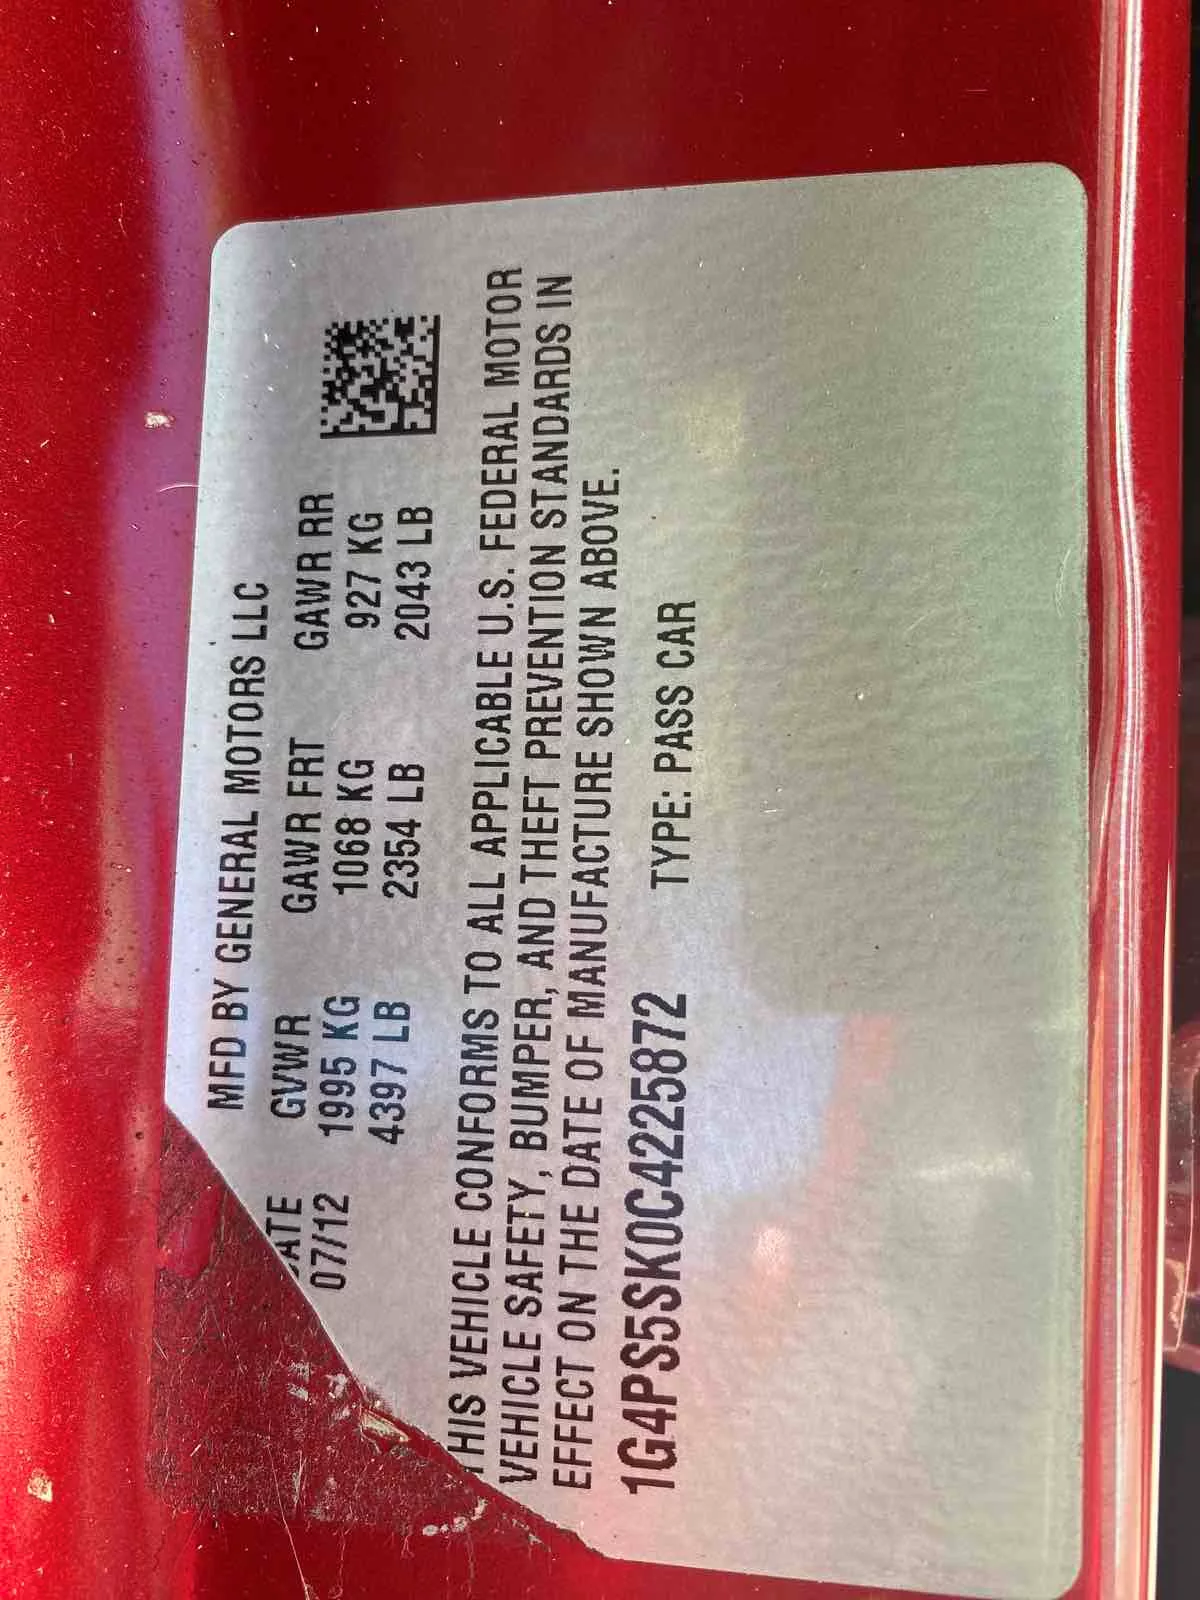 MFD BY GENERAL MOTORS LLC
ATE GVWR GAWR FRT GAWR RR
07/12 1995 KG 1068 KG 927 KG
4397 LB 2354 LB 2043 LB
THIS VEHICLE CONFORMS TO ALL APPLICABLE U.S. FEDERAL MOTOR
VEHICLE SAFETY, BUMPER, AND THEFT PREVENTION STANDARDS IN
EFFECT ON THE DATE OF MANUFACTURE SHOWN ABOVE.
1G4PS5SK0C4225872 TYPE: PASS CAR